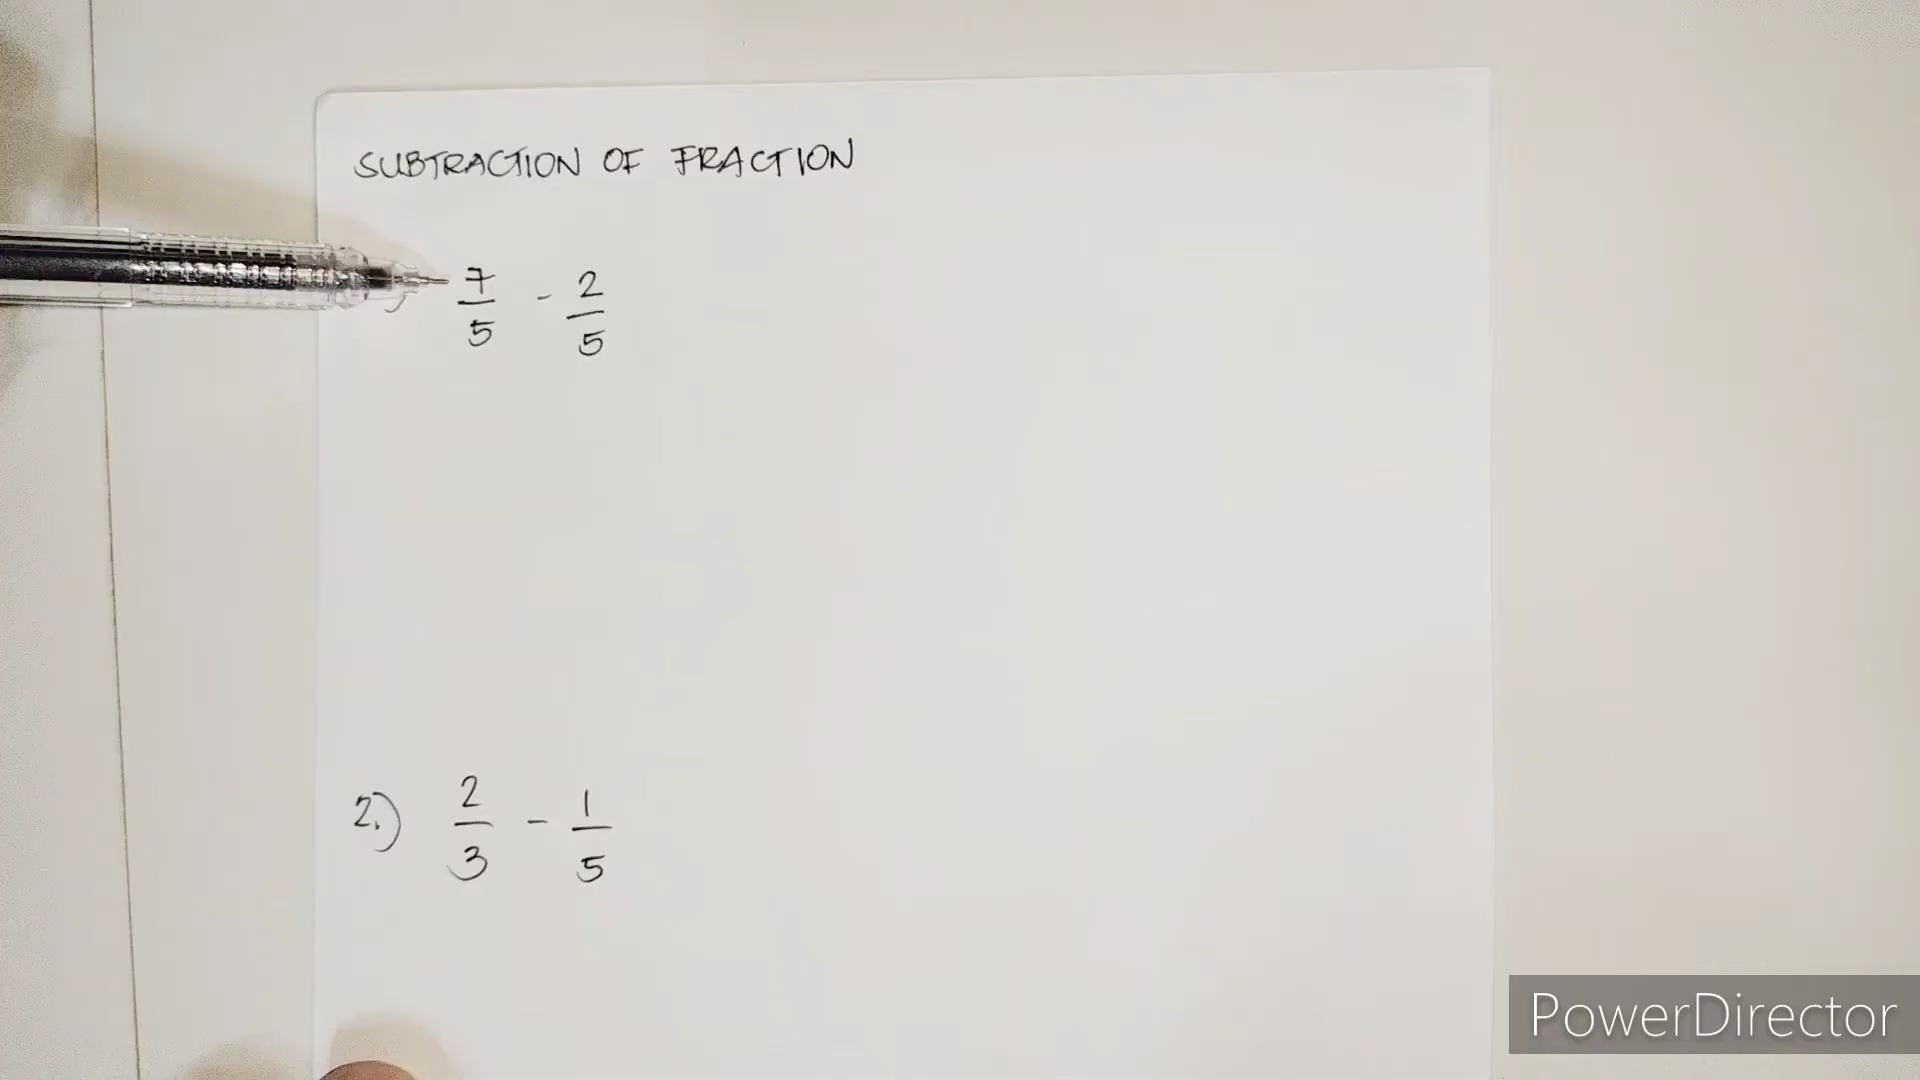 SUBTRACTION OF FRACTION
7/5 - 2/5
2.) 2/3 - 1/5
PowerDirector